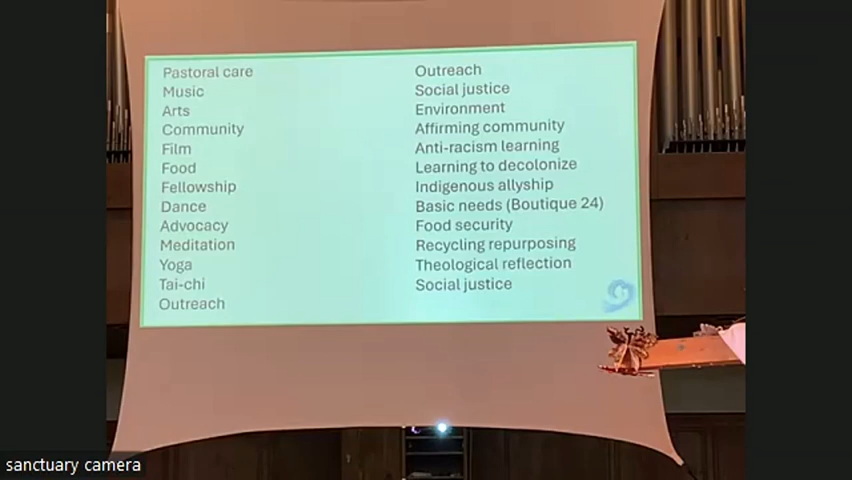 Pastoral care
Music
Arts
Community
Film
Food
Fellowship
Dance
Advocacy
Meditation
Yoga
Tai-chi
Outreach
Outreach
Social justice
Environment
Affirming community
Anti-racism learning
Learning to decolonize
Indigenous allyship
Basic needs (Boutique 24)
Food security
Recycling repurposing
Theological reflection
Social justice
sanctuary camera